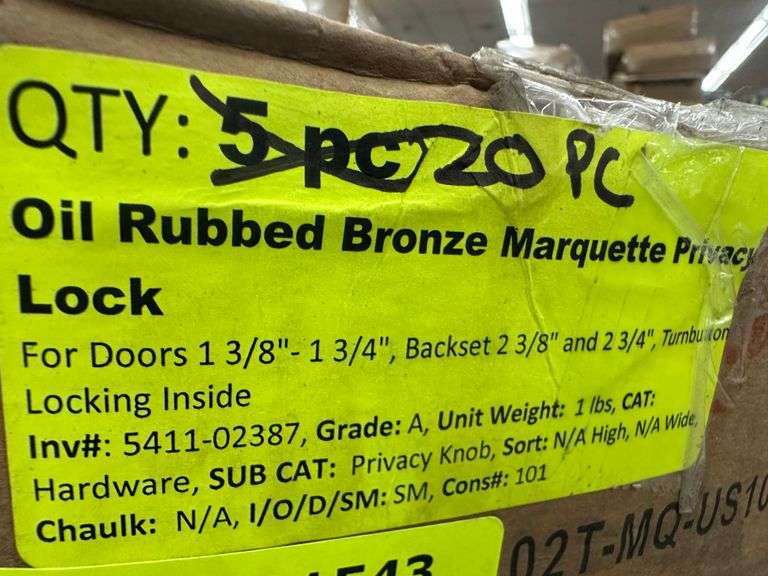 QTY: 5 pc 20 PC
Oil Rubbed Bronze Marquette Privacy
Lock
For Doors 1 3/8"- 1 3/4", Backset 2 3/8" and 2 3/4", Turnbutton
Locking Inside
Inv#: 5411-02387, Grade: A, Unit Weight: 1 lbs, CAT:
Hardware, SUB CAT: Privacy Knob, Sort: N/A High, N/A Wide,
Chaulk: N/A, I/O/D/SM: SM, Cons#: 101
02T-MQ-US10